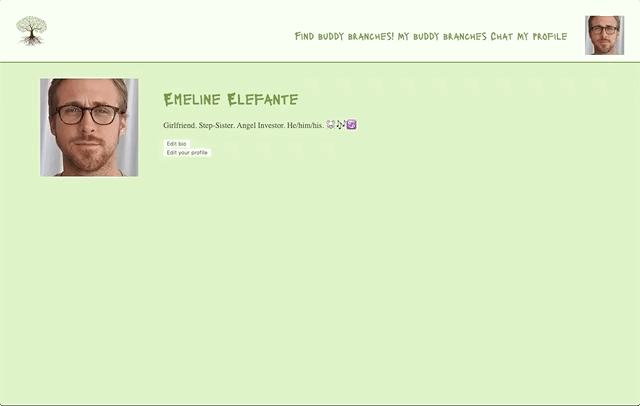 Find buddy branches! my buddy branches Chat my profile
Emeline Elefante
Girlfriend. Step-Sister. Angel Investor. He/him/his. 🐭🎶☯️
Edit bio
Edit your profile